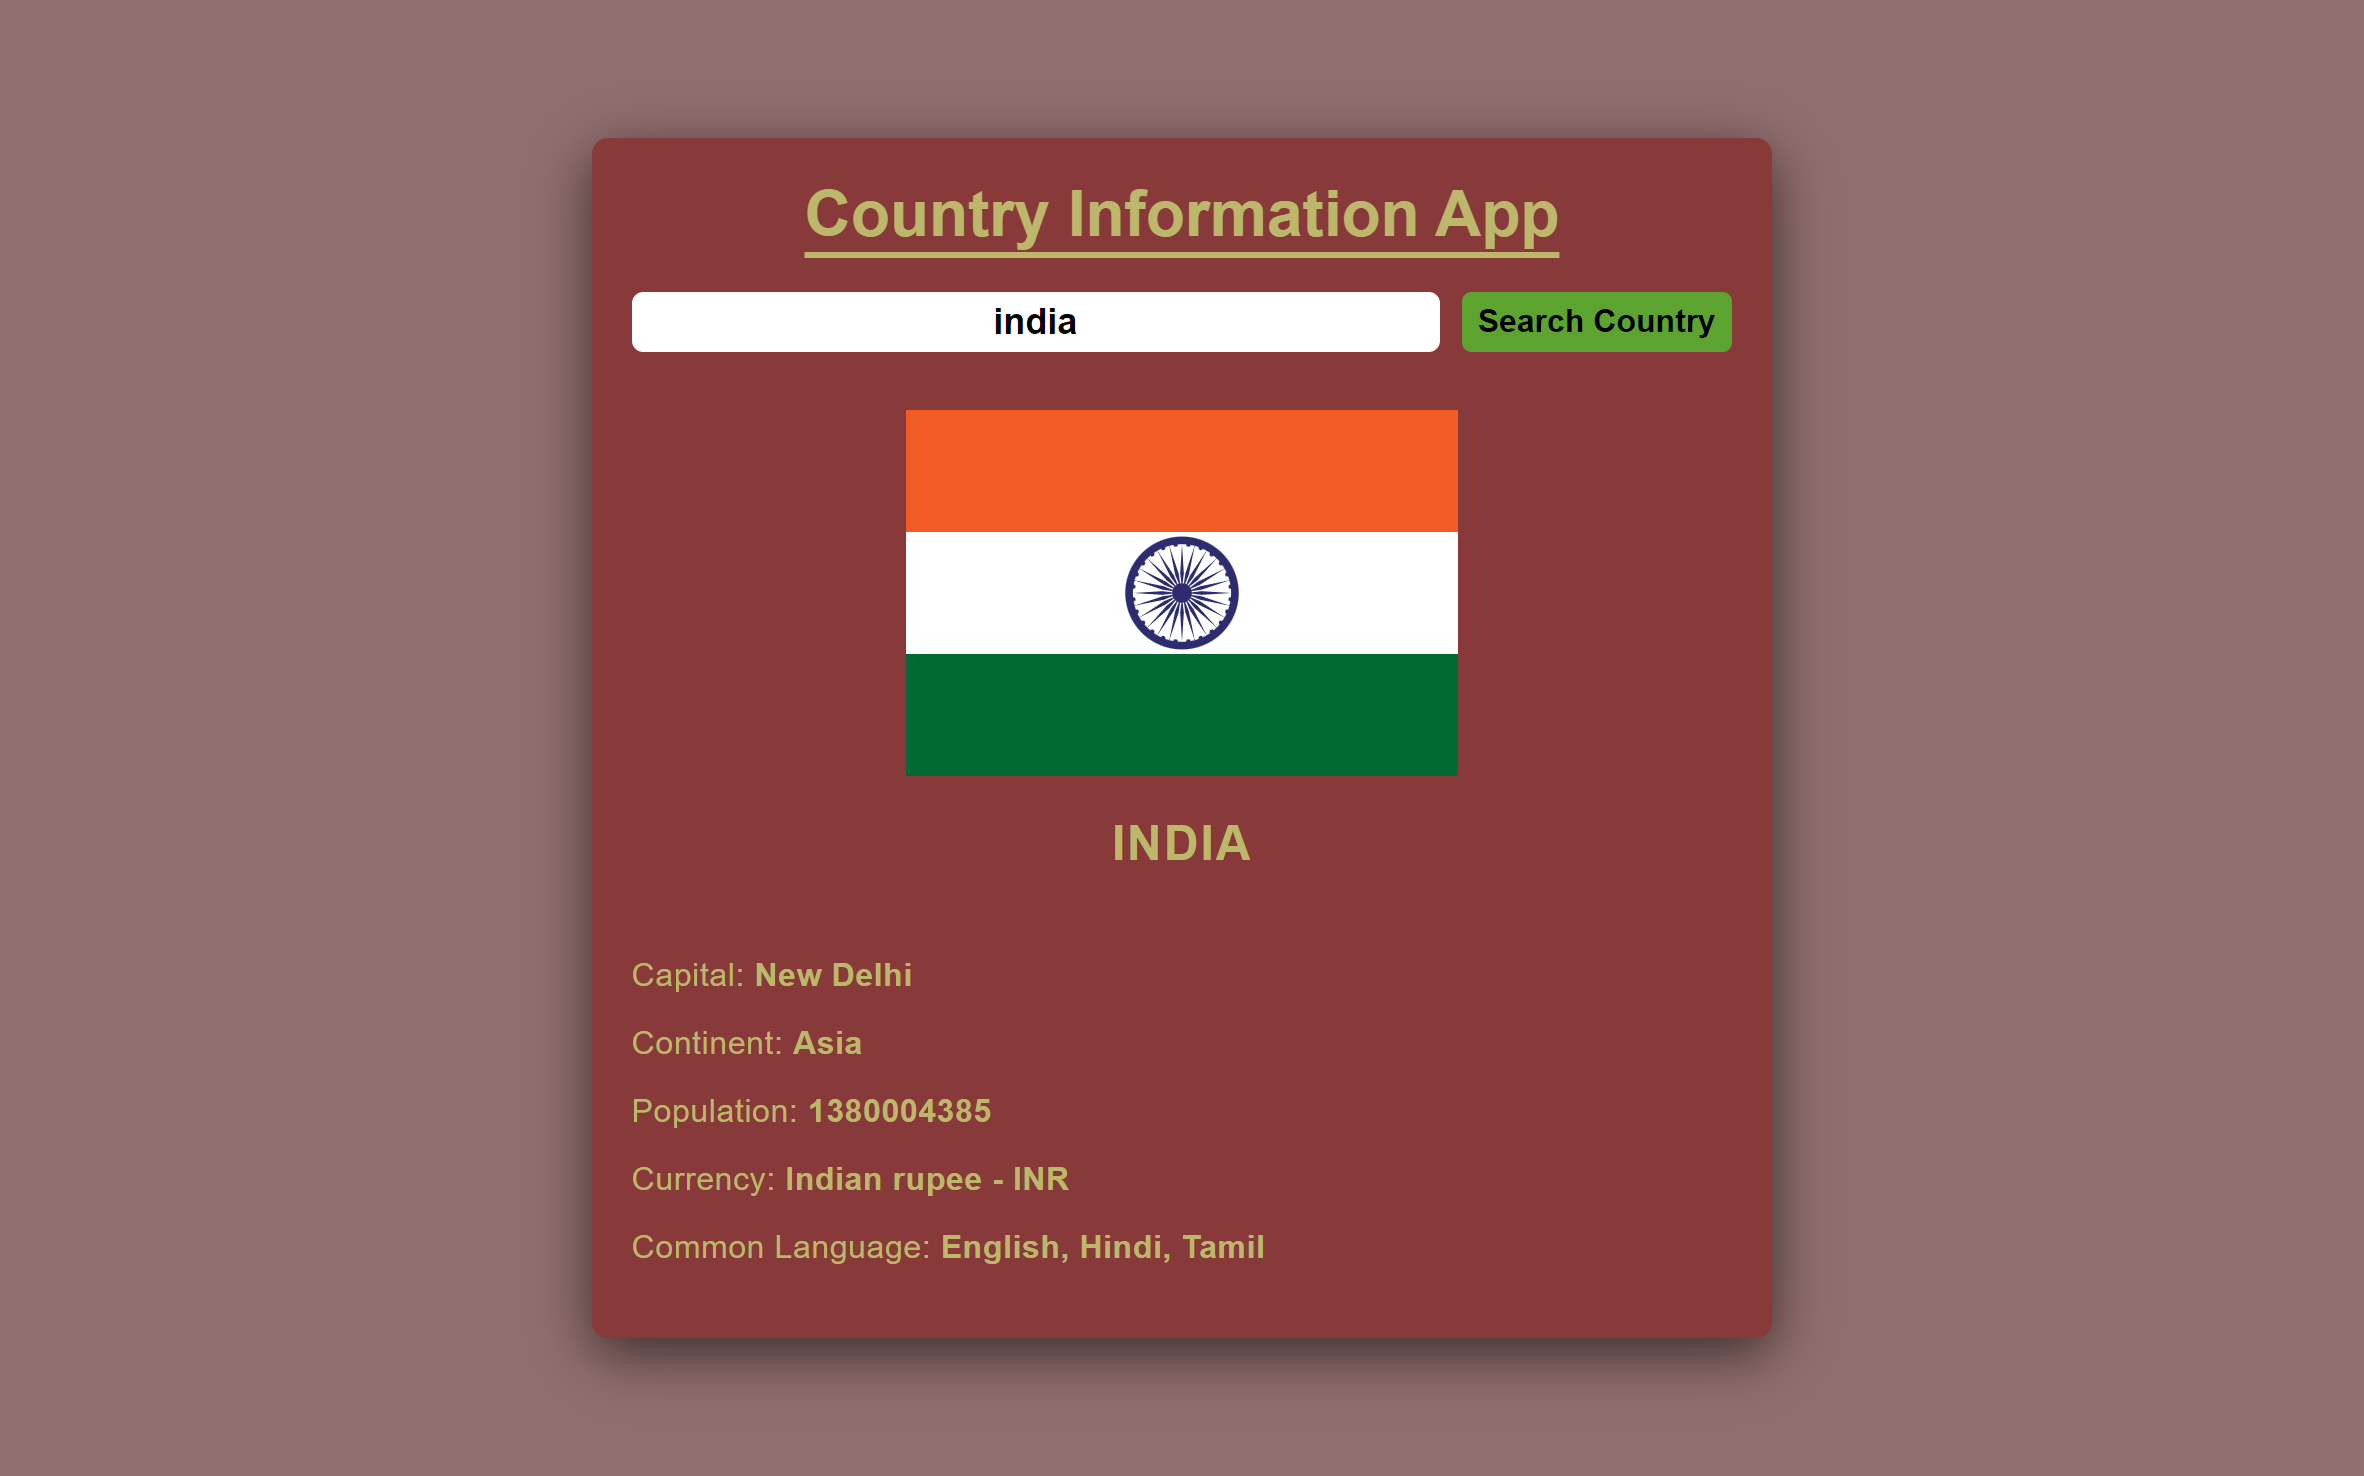 Country Information App
india
Search Country
INDIA
Capital: New Delhi
Continent: Asia
Population: 1380004385
Currency: Indian rupee - INR
Common Language: English, Hindi, Tamil